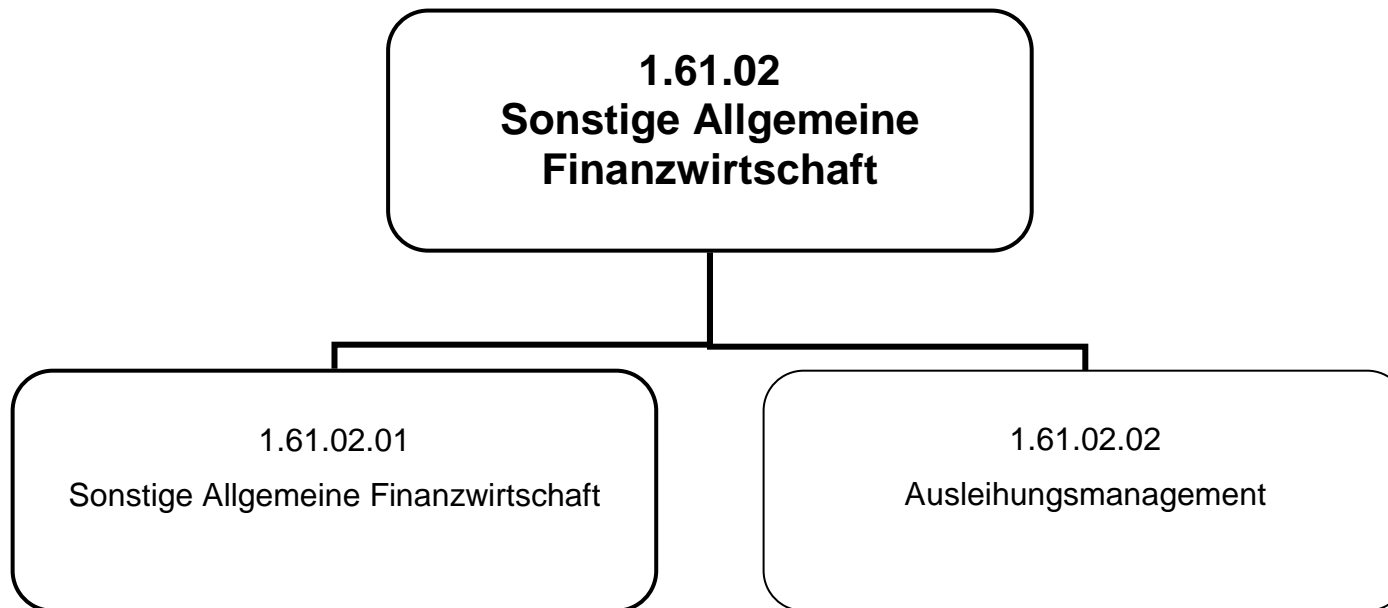 1.61.02
Sonstige Allgemeine
Finanzwirtschaft
1.61.02.01
Sonstige Allgemeine Finanzwirtschaft
1.61.02.02
Ausleihungsmanagement